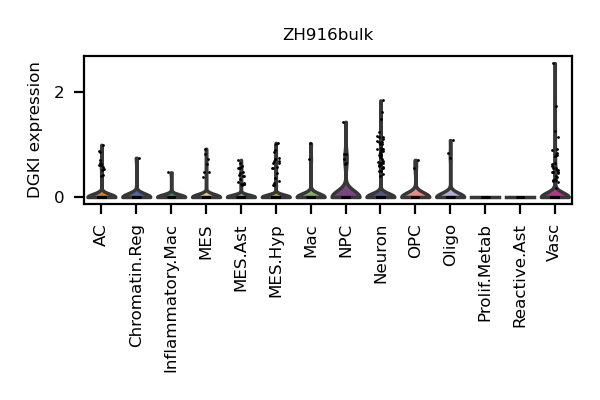 ZH916bulk
DGKI expression
2
0
AC
Chromatin.Reg
Inflammatory.Mac
MES
MES.Ast
MES.Hyp
Mac
NPC
Neuron
OPC
Oligo
Prolif.Metab
Reactive.Ast
Vasc